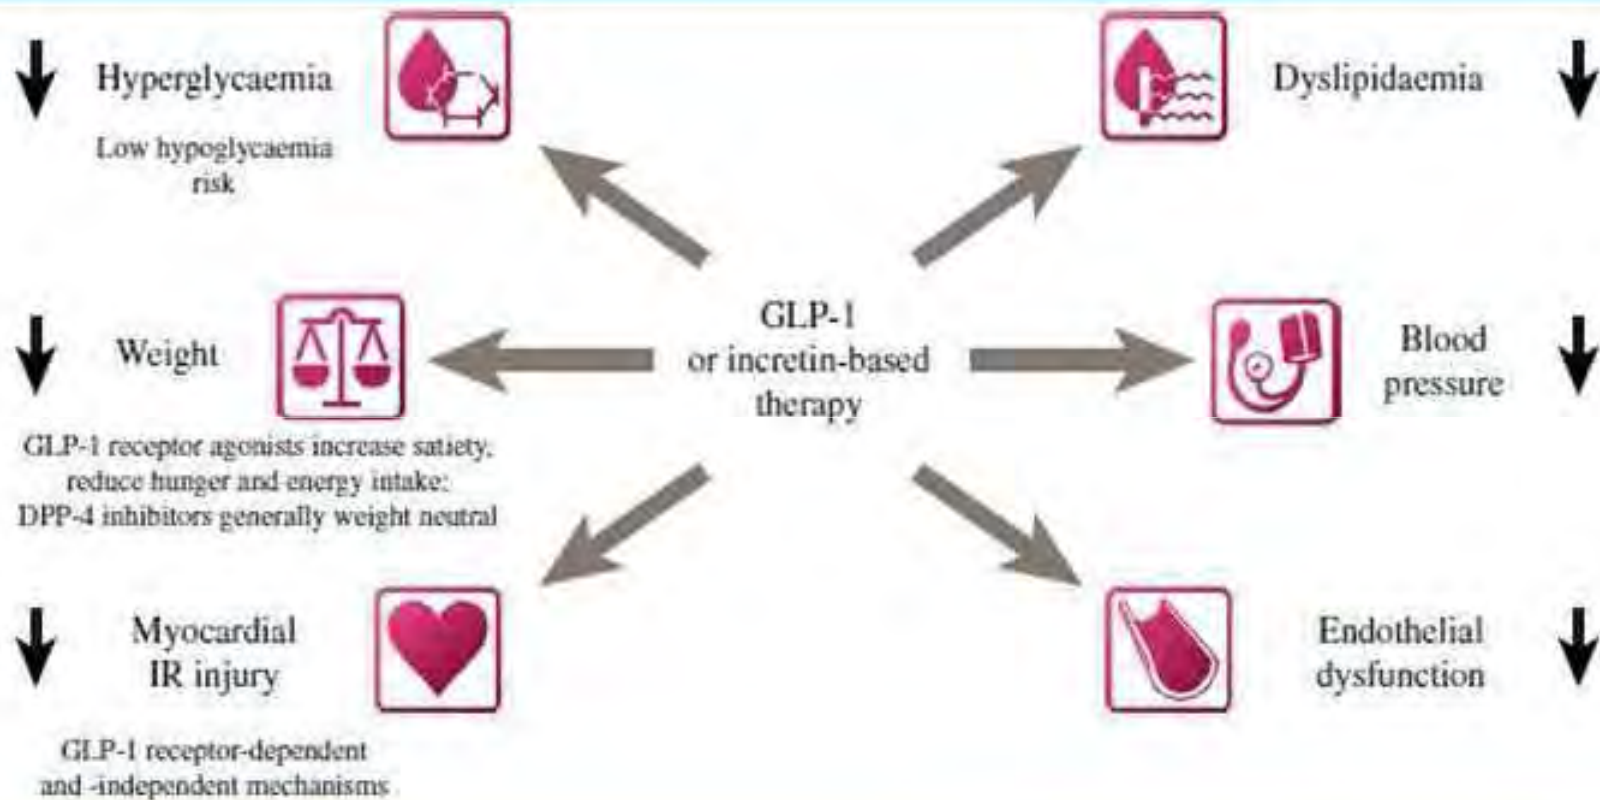 Hyperglycaemia
Low hypoglycaemia
risk
Dyslipidaemia
GLP-1
or incretin-based
therapy
Weight
GLP-1 receptor agonists increase satiety,
reduce hunger and energy intake;
DPP-4 inhibitors generally weight neutral
Blood
pressure
Myocardial
IR injury
GLP-1 receptor-dependent
and -independent mechanisms
Endothelial
dysfunction